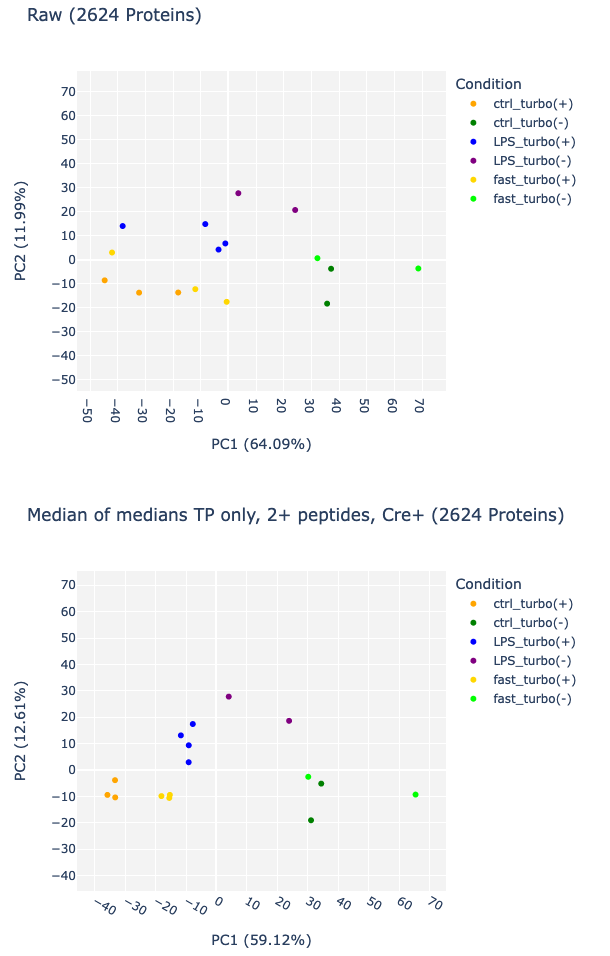 Raw (2624 Proteins)
Condition
ctrl_turbo(+)
ctrl_turbo(-)
LPS_turbo(+)
LPS_turbo(-)
fast_turbo(+)
fast_turbo(-)
70
60
50
40
30
20
10
0
−10
−20
−30
−40
−50
PC2 (11.99%)
−50
−40
−30
−20
−10
0
10
20
30
40
50
60
70
PC1 (64.09%)
Median of medians TP only, 2+ peptides, Cre+ (2624 Proteins)
Condition
ctrl_turbo(+)
ctrl_turbo(-)
LPS_turbo(+)
LPS_turbo(-)
fast_turbo(+)
fast_turbo(-)
70
60
50
40
30
20
10
0
−10
−20
−30
−40
PC2 (12.61%)
−40
−30
−20
−10
0
10
20
30
40
50
60
70
PC1 (59.12%)